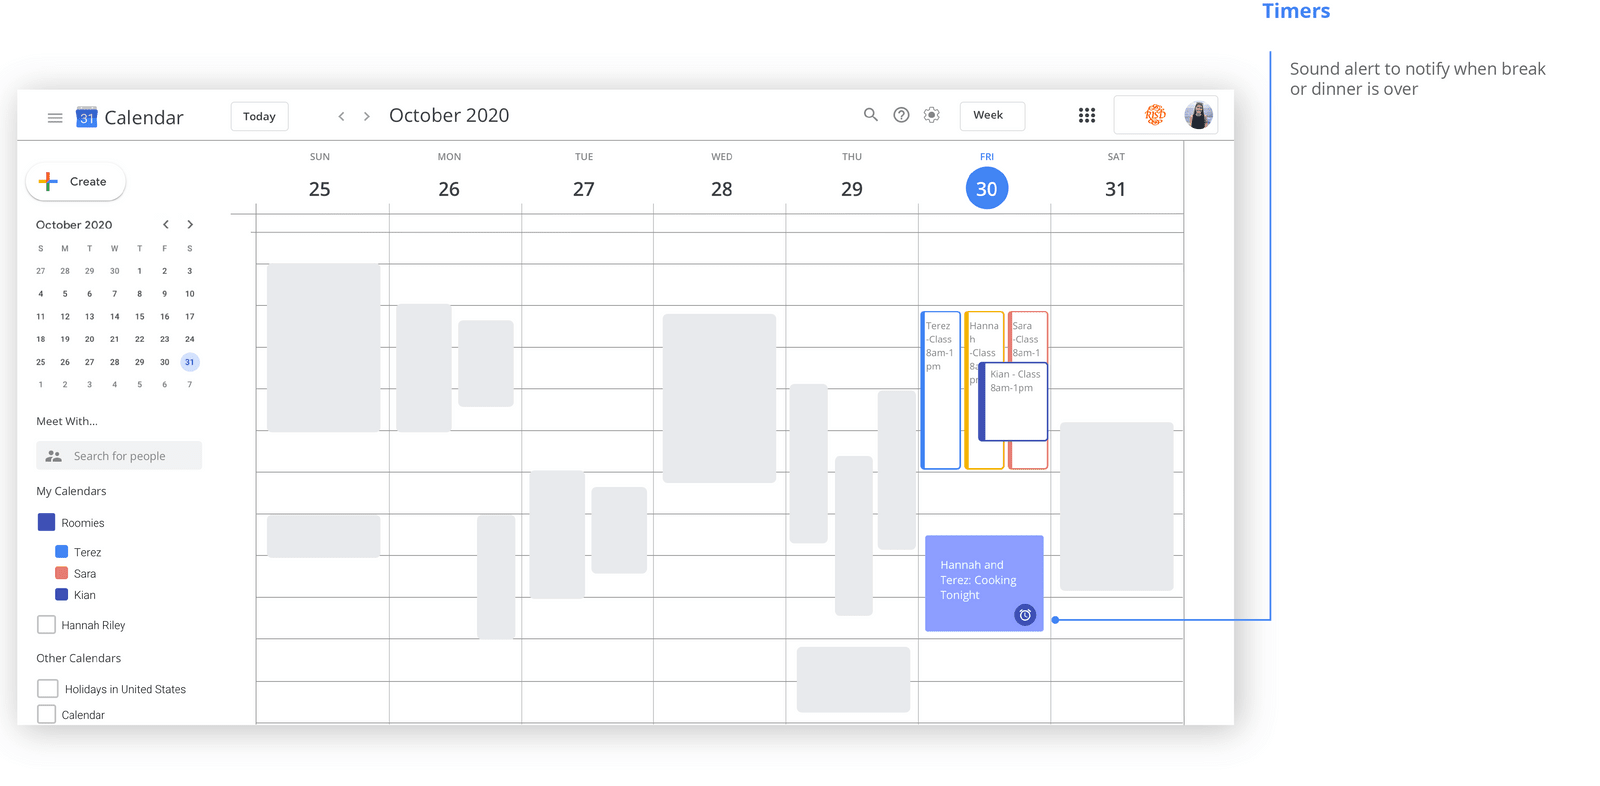 Timers
Sound alert to notify when break
or dinner is over
31 Calendar
Today
October 2020
Week
RISD
Create
October 2020
S M T W T F S
27 28 29 30 1 2 3
4 5 6 7 8 9 10
11 12 13 14 15 16 17
18 19 20 21 22 23 24
25 26 27 28 29 30 31
1 2 3 4 5 6 7
Meet With...
Search for people
My Calendars
Roomies
Terez
Sara
Kian
Hannah Riley
Other Calendars
Holidays in United States
Calendar
SUN MON TUE WED THU FRI SAT
25 26 27 28 29 30 31
Terez
-Class
8am-1
pm
Hanna
h
-Class
8a
pr
Sara
-Class
8am-1
Kian - Class
8am-1pm
Hannah and
Terez: Cooking
Tonight